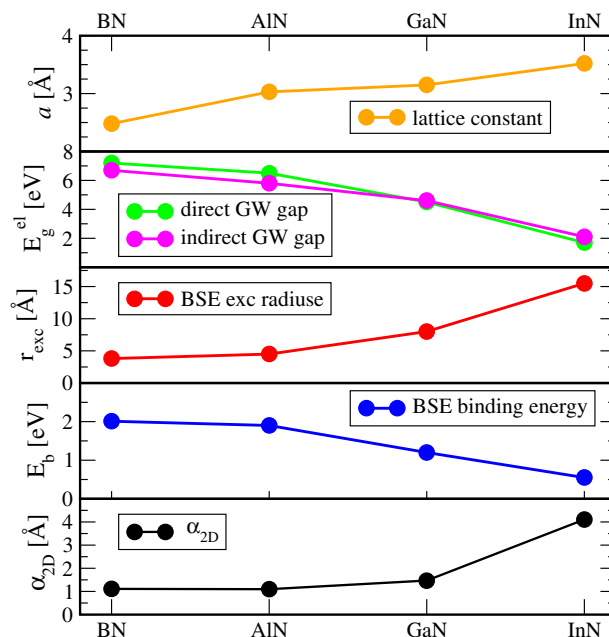 BN AlN GaN InN
4
3
a [Å]
lattice constant
8
6
4
2
E_g^el [eV]
direct GW gap
indirect GW gap
15
10
5
0
r_exc [Å]
BSE exc radiuse
2
1
0
E_b [eV]
BSE binding energy
4
3
2
1
0
α_2D [Å]
α_2D
BN AlN GaN InN